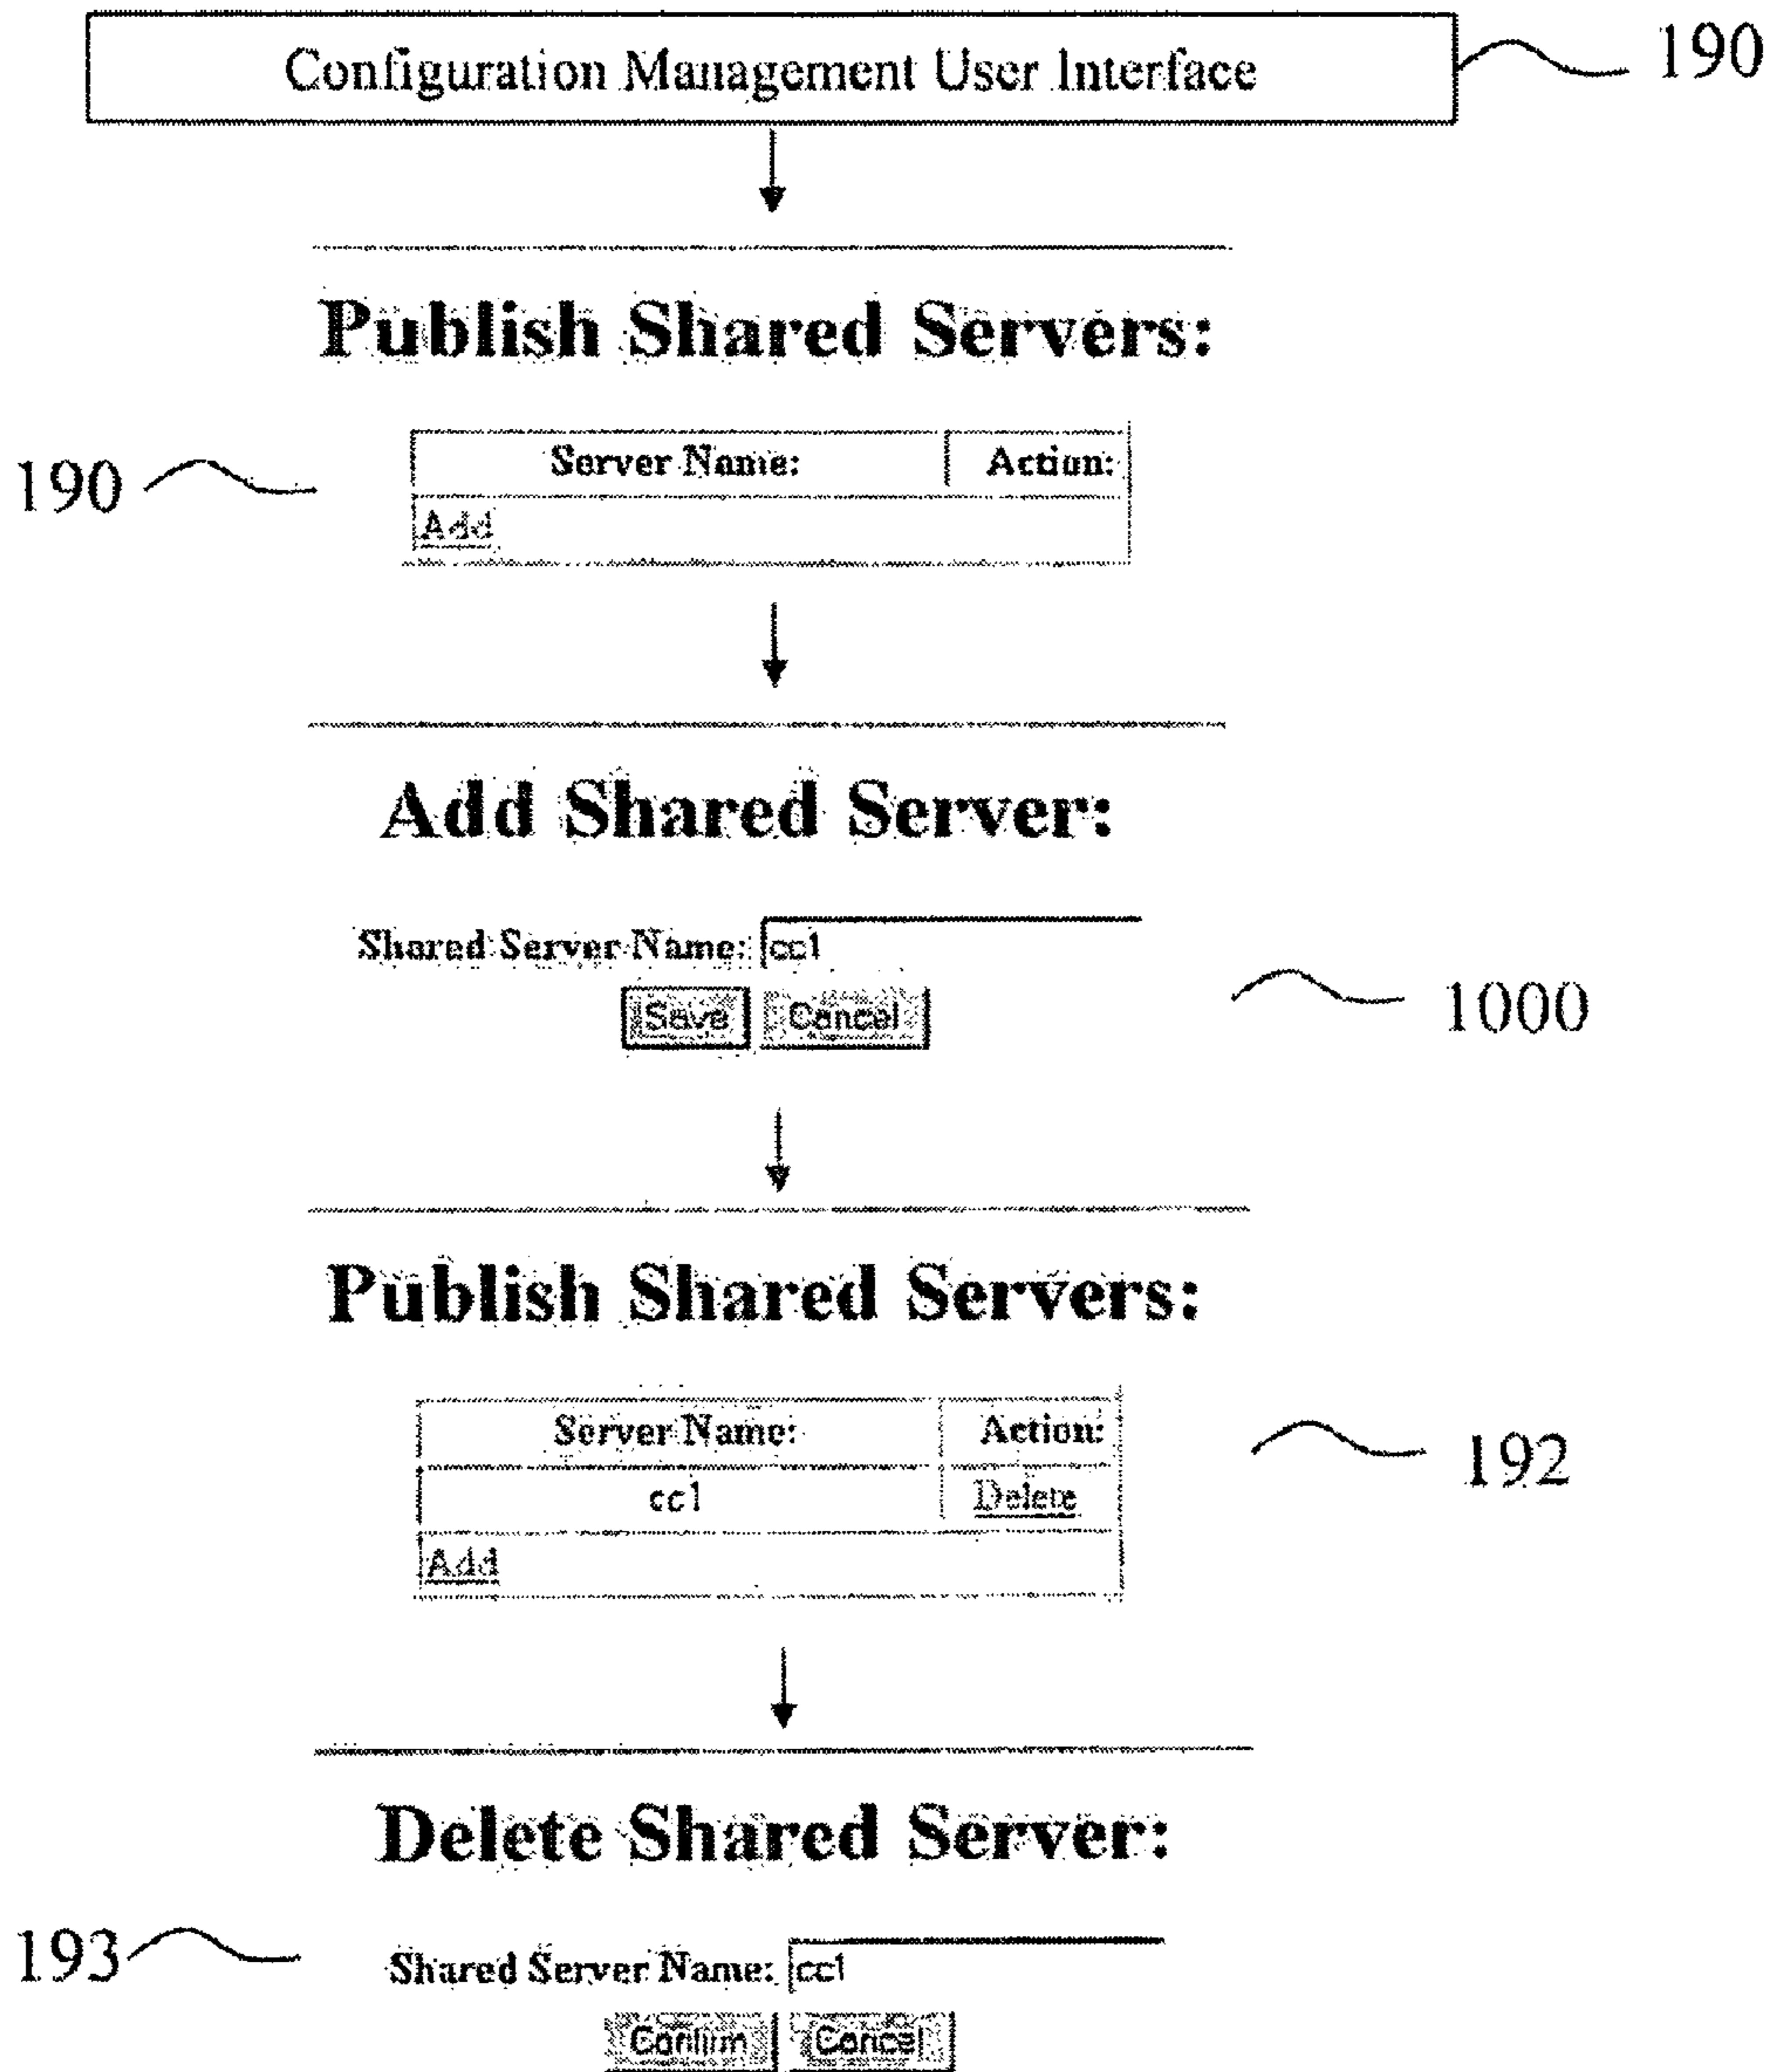 Configuration Management User Interface 190
Publish Shared Servers:
190 Server Name: Action:
Add
Add Shared Server:
Shared Server Name: cc1
Save Cancel 1000
Publish Shared Servers:
Server Name: Action: 192
cc1 Delete
Add
Delete Shared Server:
193 Shared Server Name: cc1
Confirm Cancel